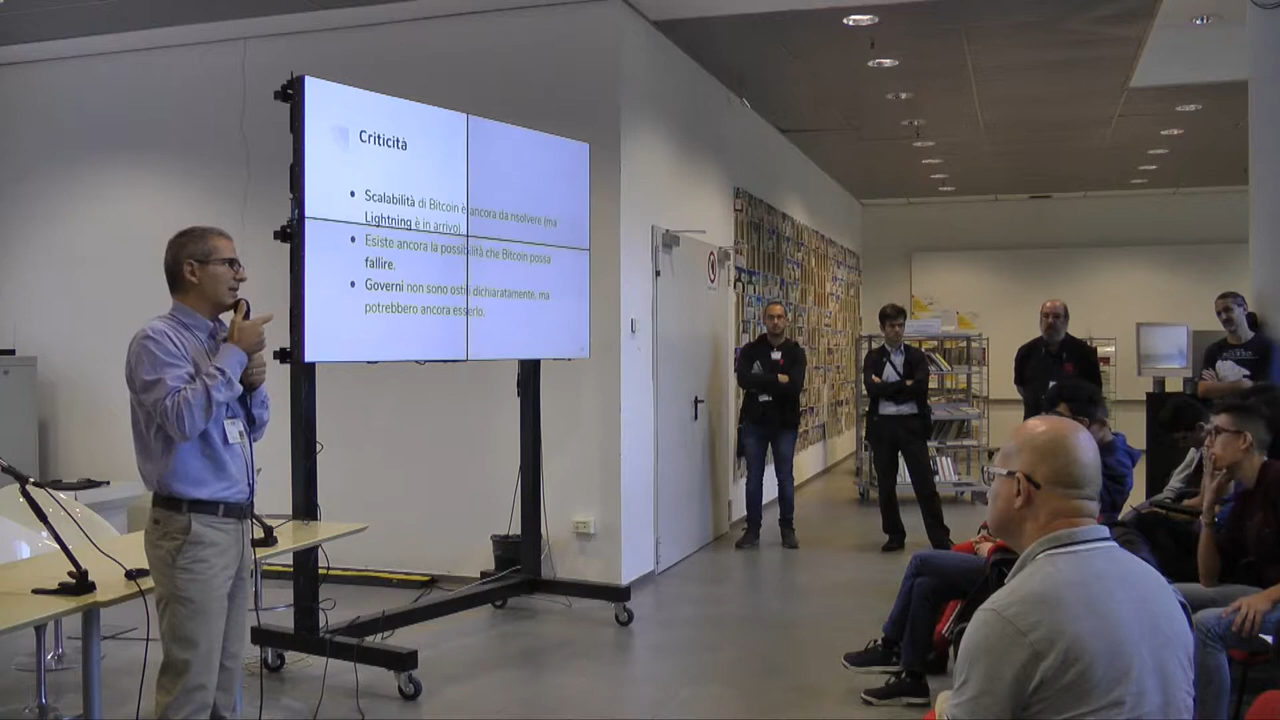 Criticità
Scalabilità di Bitcoin è ancora da risolvere (ma
Lightning è in arrivo).
Esiste ancora la possibilità che Bitcoin possa
fallire.
Governi non sono ostili dichiaratamente, ma
potrebbero ancora esserlo.